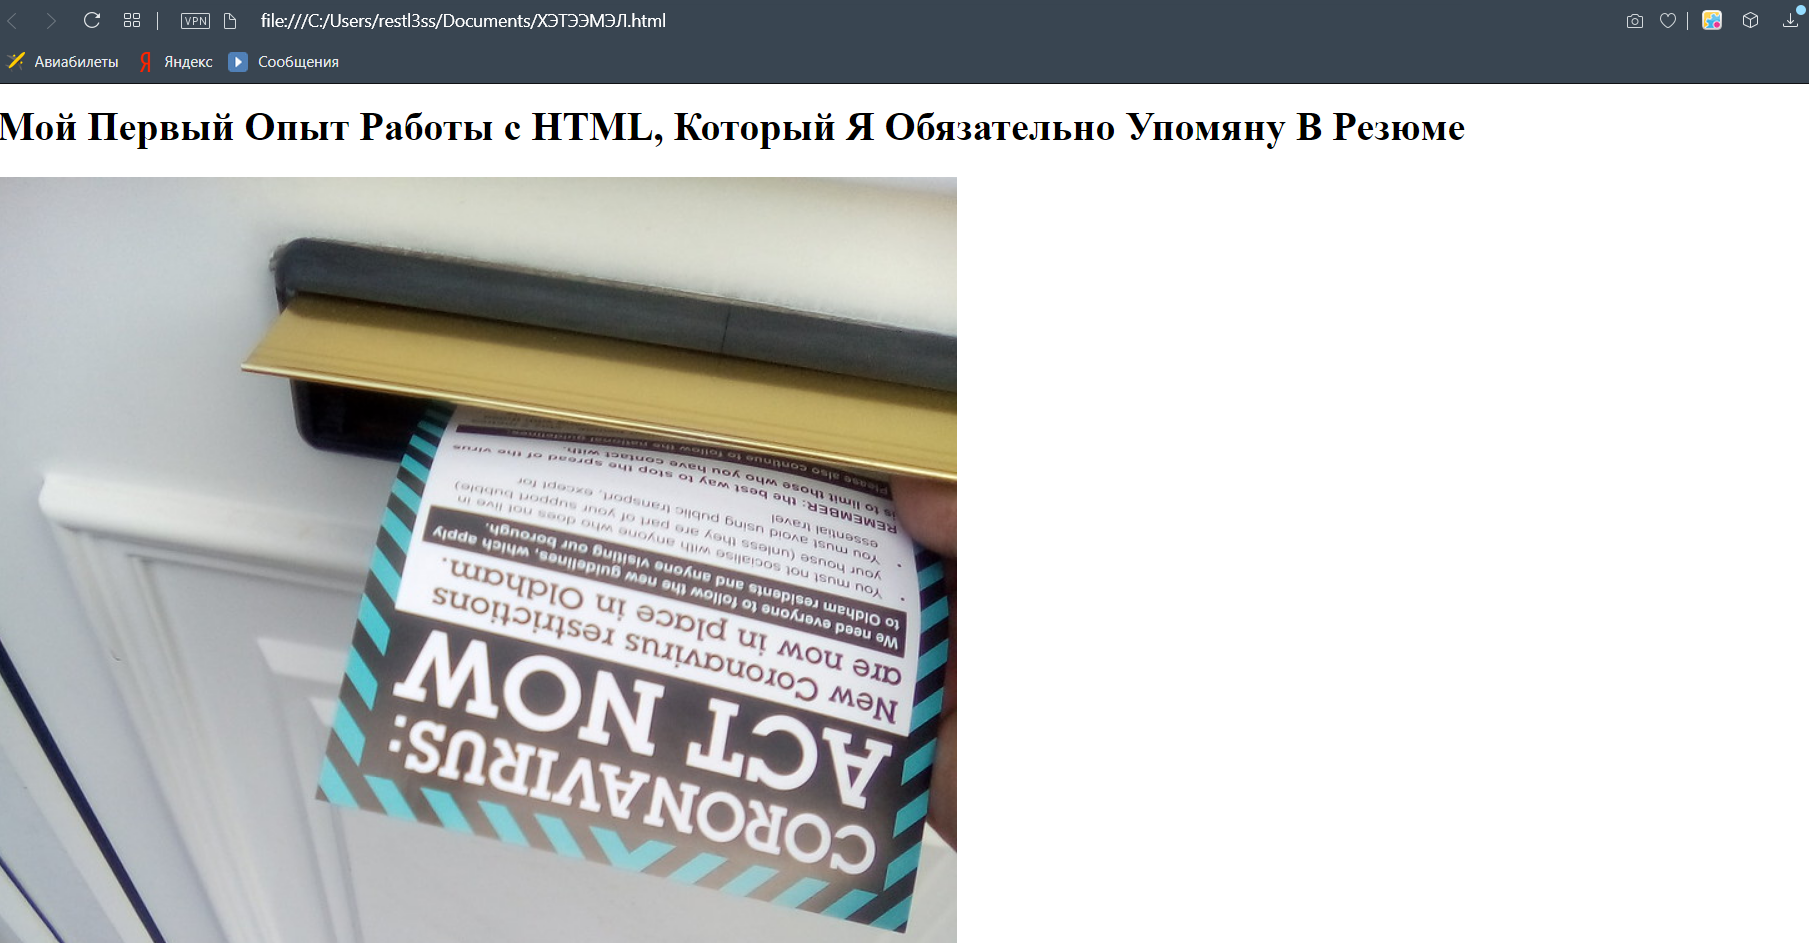 VPN file:///C:/Users/restl3ss/Documents/ХЭТЭЭМЭЛ.html
Авиабилеты Яндекс Сообщения
Мой Первый Опыт Работы с HTML, Который Я Обязательно Упомяну В Резюме
CORONAVIRUS:
ACT NOW
New Coronavirus restrictions
are now in place in Oldham.
We need everyone to follow the new guidelines, which apply
to Oldham residents and anyone visiting our borough.
• You must not socialise with anyone who does not live in
your house (unless they are part of your support bubble)
• You must avoid using public transport, except for
essential travel
REMEMBER: the best way to stop the spread of the virus
is to limit those who you have contact with.
Please also continue to follow the national guidelines.